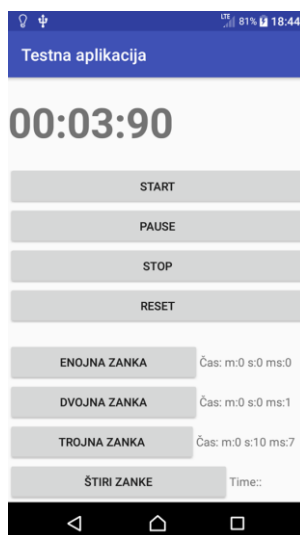 LTE 81% 18:44
Testna aplikacija
00:03:90
START
PAUSE
STOP
RESET
ENOJNA ZANKA Čas: m:0 s:0 ms:0
DVOJNA ZANKA Čas: m:0 s:0 ms:1
TROJNA ZANKA Čas: m:0 s:10 ms:7
ŠTIRI ZANKE Time::